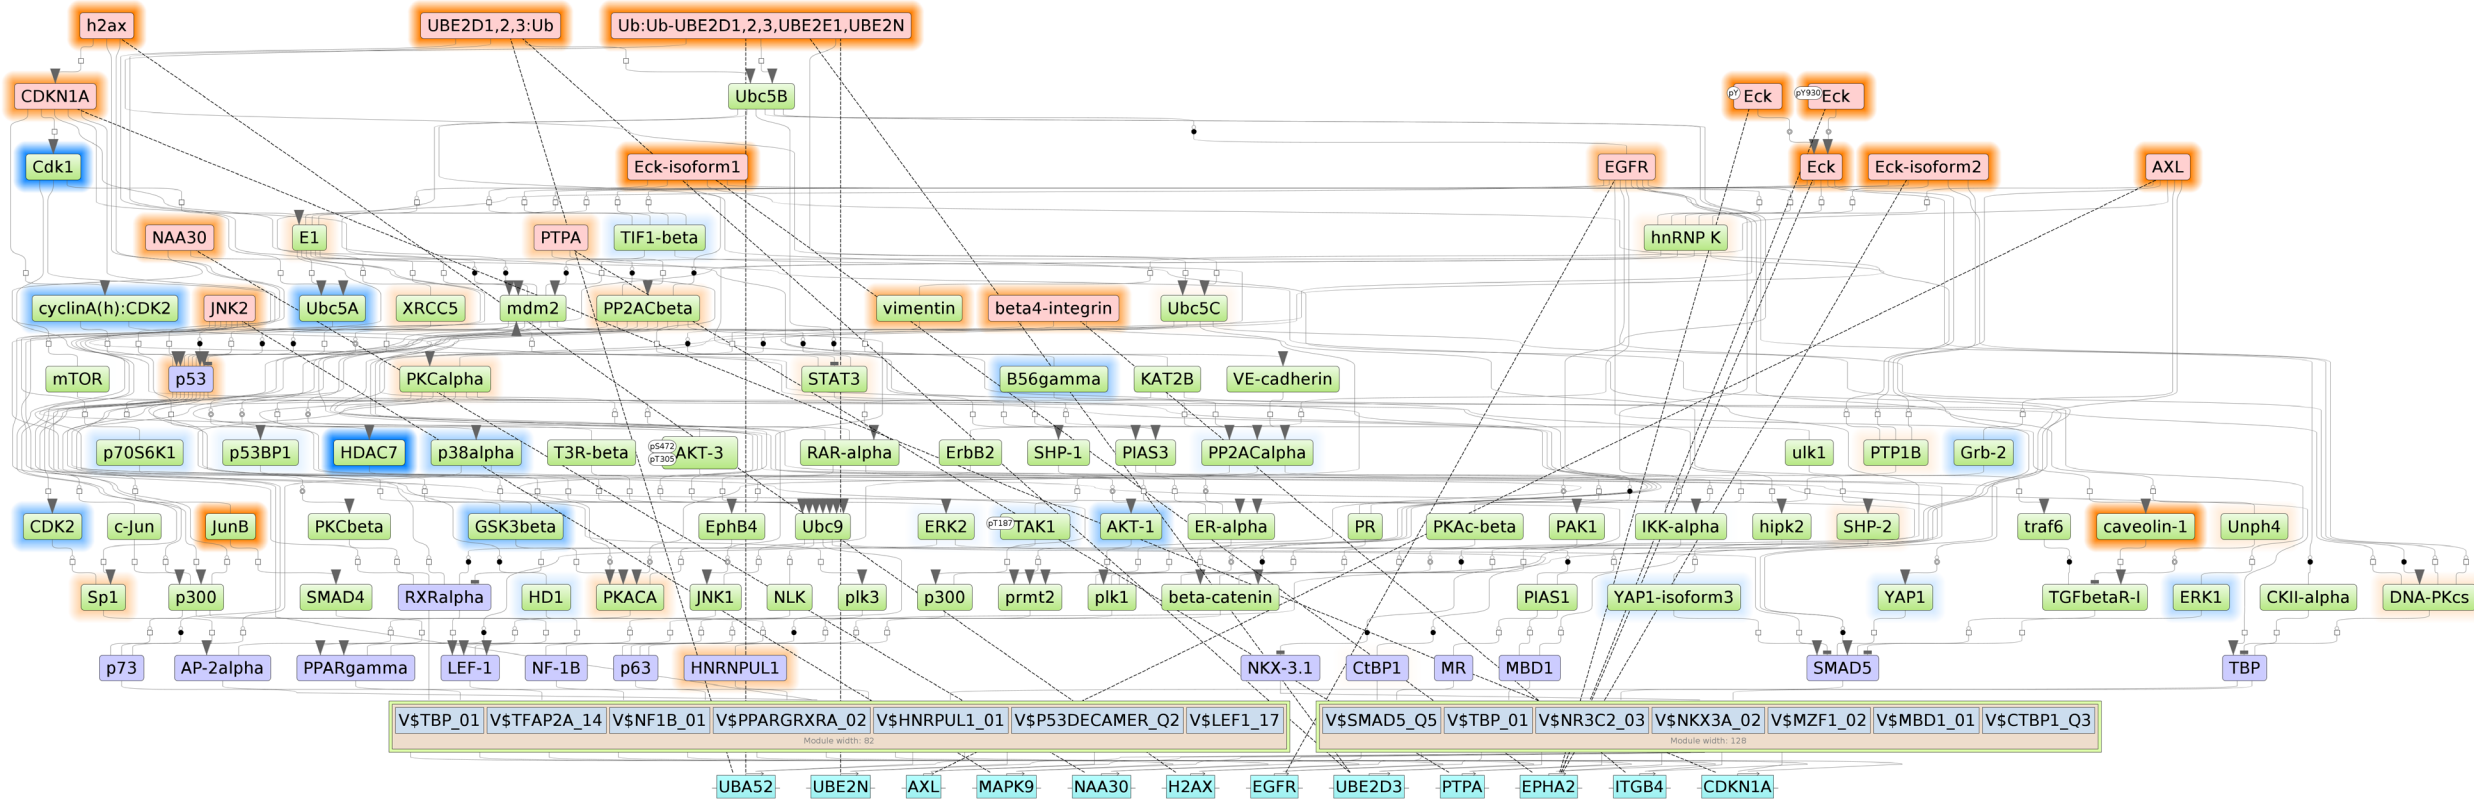 h2ax UBE2D1,2,3:Ub Ub:Ub-UBE2D1,2,3,UBE2E1,UBE2N
CDKN1A Ubc5B pY Eck pY930 Eck
Cdk1 Eck-isoform1 EGFR Eck Eck-isoform2 AXL
NAA30 E1 PTPA TIF1-beta hnRNP K
cyclinA(h):CDK2 JNK2 Ubc5A XRCC5 mdm2 PP2ACbeta vimentin beta4-integrin Ubc5C
mTOR p53 PKCalpha STAT3 B56gamma KAT2B VE-cadherin
p70S6K1 p53BP1 HDAC7 p38alpha T3R-beta pS472 pT305 AKT-3 RAR-alpha ErbB2 SHP-1 PIAS3 PP2ACalpha ulk1 PTP1B Grb-2
CDK2 c-Jun JunB PKCbeta GSK3beta EphB4 Ubc9 ERK2 pT187 TAK1 AKT-1 ER-alpha PR PKAc-beta PAK1 IKK-alpha hipk2 SHP-2 traf6 caveolin-1 Unph4
Sp1 p300 SMAD4 RXRalpha HD1 PKACA JNK1 NLK plk3 p300 prmt2 plk1 beta-catenin PIAS1 YAP1-isoform3 YAP1 TGFbetaR-I ERK1 CKII-alpha DNA-PKcs
p73 AP-2alpha PPARgamma LEF-1 NF-1B p63 HNRNPUL1 NKX-3.1 CtBP1 MR MBD1 SMAD5 TBP
V$TBP_01 V$TFAP2A_14 V$NF1B_01 V$PPARGRXRA_02 V$HNRPUL1_01 V$P53DECAMER_Q2 V$LEF1_17 V$SMAD5_Q5 V$TBP_01 V$NR3C2_03 V$NKX3A_02 V$MZF1_02 V$MBD1_01 V$CTBP1_Q3
Module width: 82 Module width: 128
UBA52 UBE2N AXL MAPK9 NAA30 H2AX EGFR UBE2D3 PTPA EPHA2 ITGB4 CDKN1A